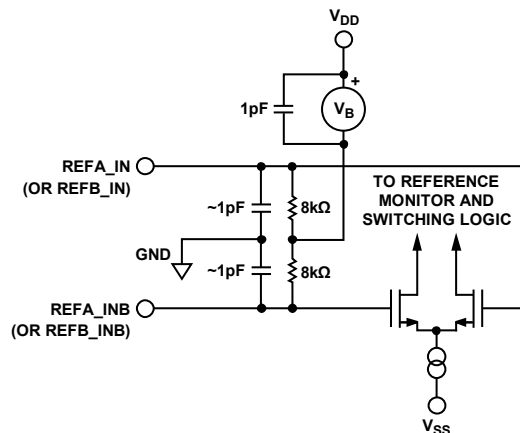 VDD
+
1pF
VB
REFA_IN
(OR REFB_IN)
TO REFERENCE
MONITOR AND
SWITCHING LOGIC
~1pF
8kΩ
GND
~1pF
8kΩ
REFA_INB
(OR REFB_INB)
VSS